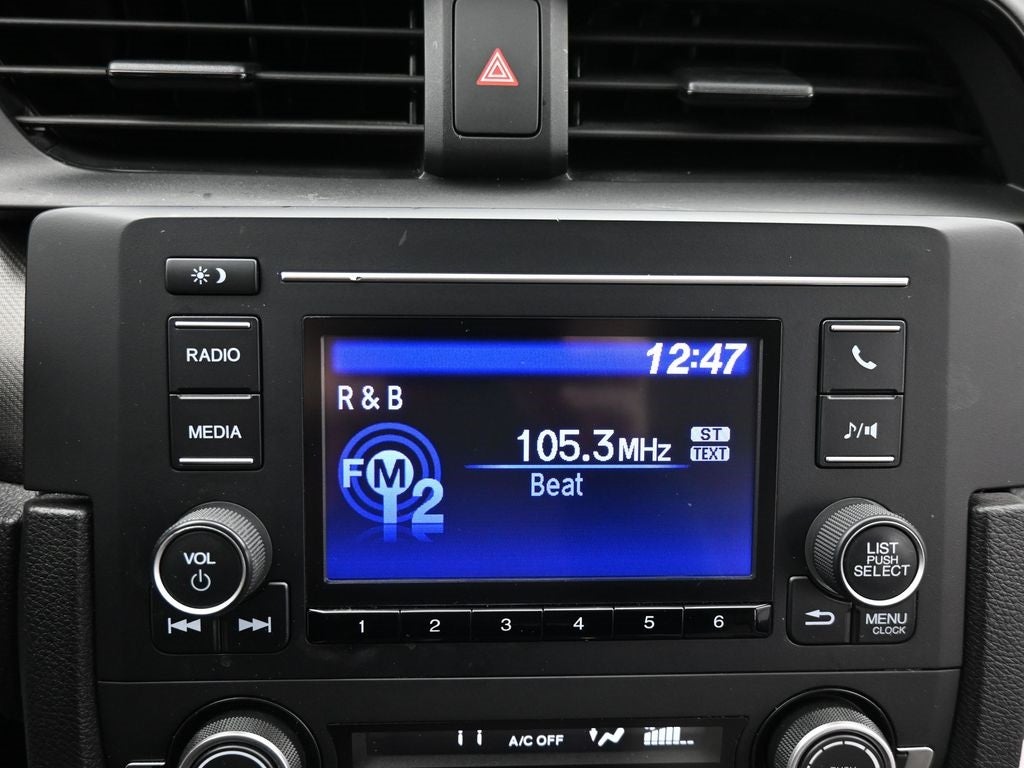 RADIO
MEDIA
12:47
R & B
FM 2
105.3MHz
ST
TEXT
Beat
VOL
LIST
PUSH
SELECT
MENU
CLOCK
1 2 3 4 5 6
A/C OFF
PUSH